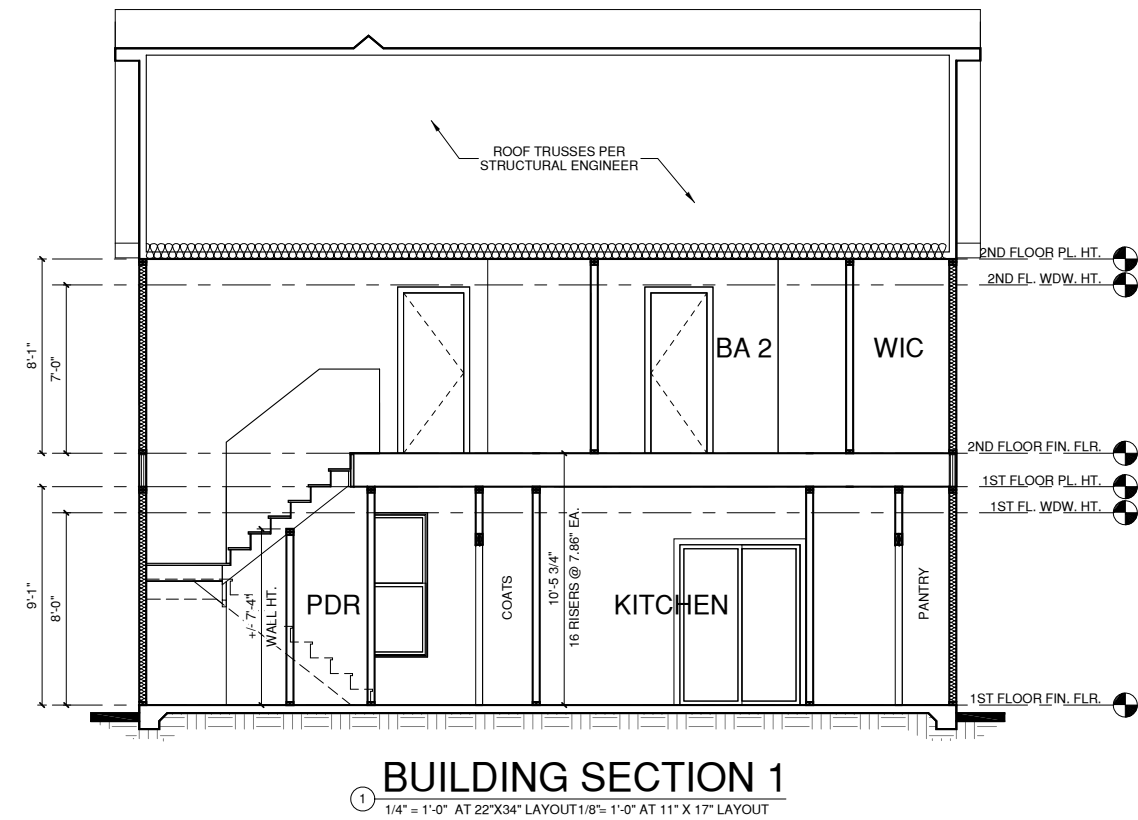 ROOF TRUSSES PER
STRUCTURAL ENGINEER
2ND FLOOR PL. HT.
2ND FL. WDW. HT.
8'-1"
7'-0"
BA 2
WIC
2ND FLOOR FIN. FLR.
1ST FLOOR PL. HT.
1ST FL. WDW. HT.
9'-1"
8'-0"
+/- 7'-4"
WALL HT.
PDR
COATS
10'-5 3/4"
16 RISERS @ 7.86" EA.
KITCHEN
PANTRY
1ST FLOOR FIN. FLR.
BUILDING SECTION 1
1
1/4" = 1'-0" AT 22"X34" LAYOUT1/8"= 1'-0" AT 11" X 17" LAYOUT